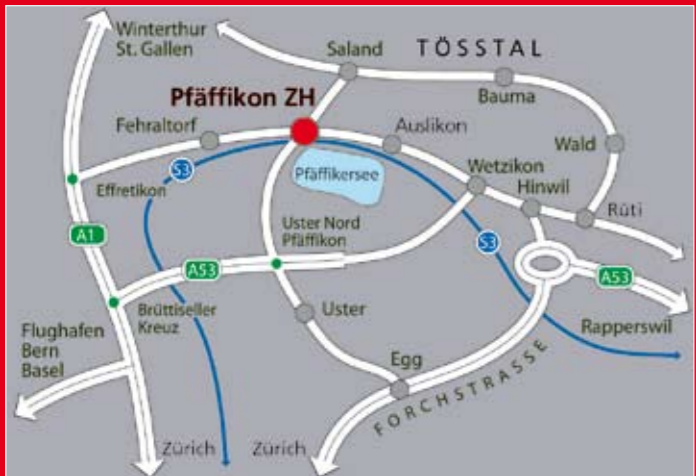 Winterthur
St. Gallen
Saland
TÖSSTAL
Pfäffikon ZH
Bauma
Fehraltorf
Auslikon
Wald
S3
Pfäffikersee
Wetzikon
Effretikon
Hinwil
Rüti
Uster Nord
Pfäffikon
A1
S3
A53
A53
Brüttiseller
Kreuz
Uster
Flughafen
Bern
Basel
Rapperswil
Egg
FORCHSTRASSE
Zürich
Zürich